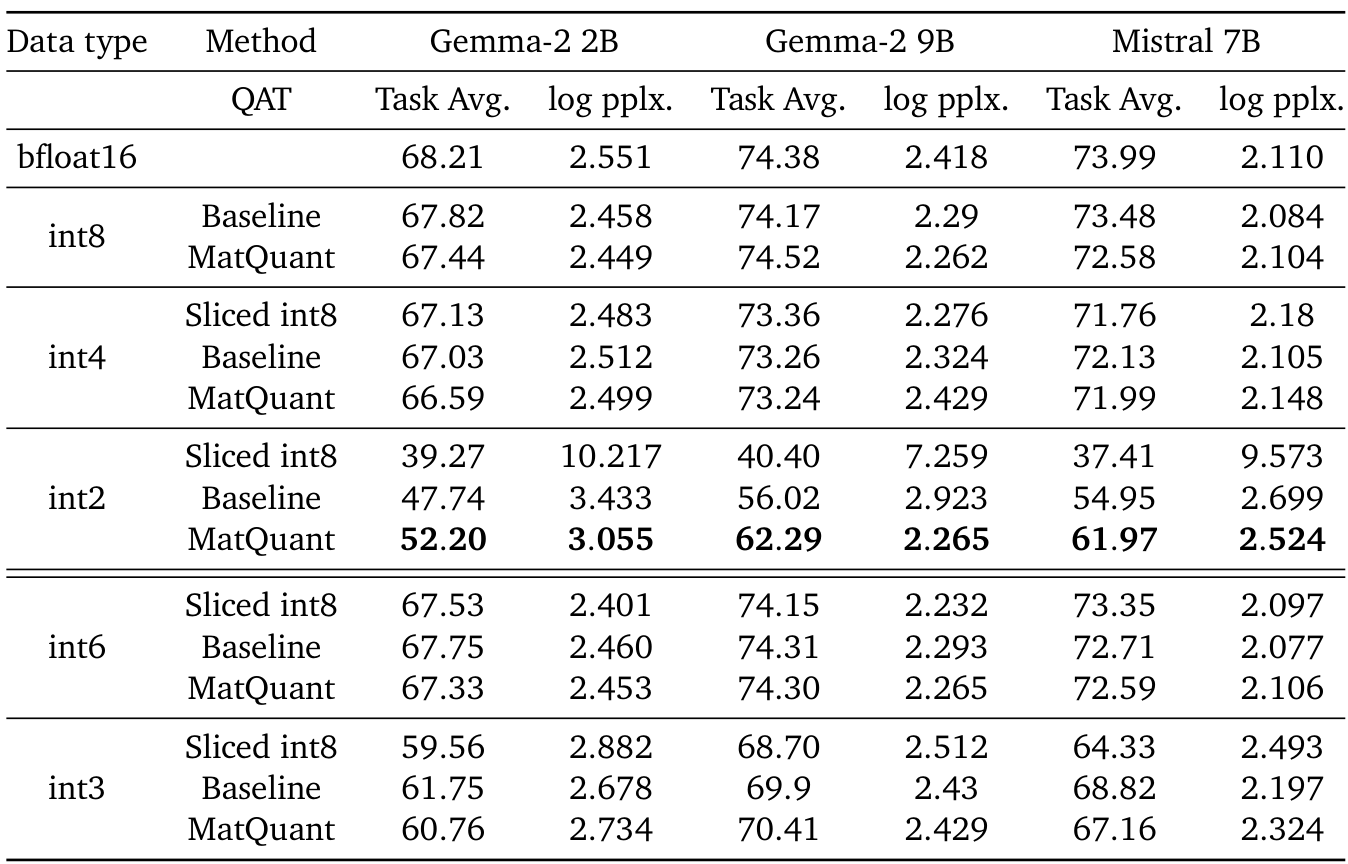 Data type Method Gemma-2 2B Gemma-2 9B Mistral 7B
QAT Task Avg. log pplx. Task Avg. log pplx. Task Avg. log pplx.
bfloat16 68.21 2.551 74.38 2.418 73.99 2.110
int8 Baseline 67.82 2.458 74.17 2.29 73.48 2.084
MatQuant 67.44 2.449 74.52 2.262 72.58 2.104
Sliced int8 67.13 2.483 73.36 2.276 71.76 2.18
int4 Baseline 67.03 2.512 73.26 2.324 72.13 2.105
MatQuant 66.59 2.499 73.24 2.429 71.99 2.148
Sliced int8 39.27 10.217 40.40 7.259 37.41 9.573
int2 Baseline 47.74 3.433 56.02 2.923 54.95 2.699
MatQuant 52.20 3.055 62.29 2.265 61.97 2.524
Sliced int8 67.53 2.401 74.15 2.232 73.35 2.097
int6 Baseline 67.75 2.460 74.31 2.293 72.71 2.077
MatQuant 67.33 2.453 74.30 2.265 72.59 2.106
Sliced int8 59.56 2.882 68.70 2.512 64.33 2.493
int3 Baseline 61.75 2.678 69.9 2.43 68.82 2.197
MatQuant 60.76 2.734 70.41 2.429 67.16 2.324